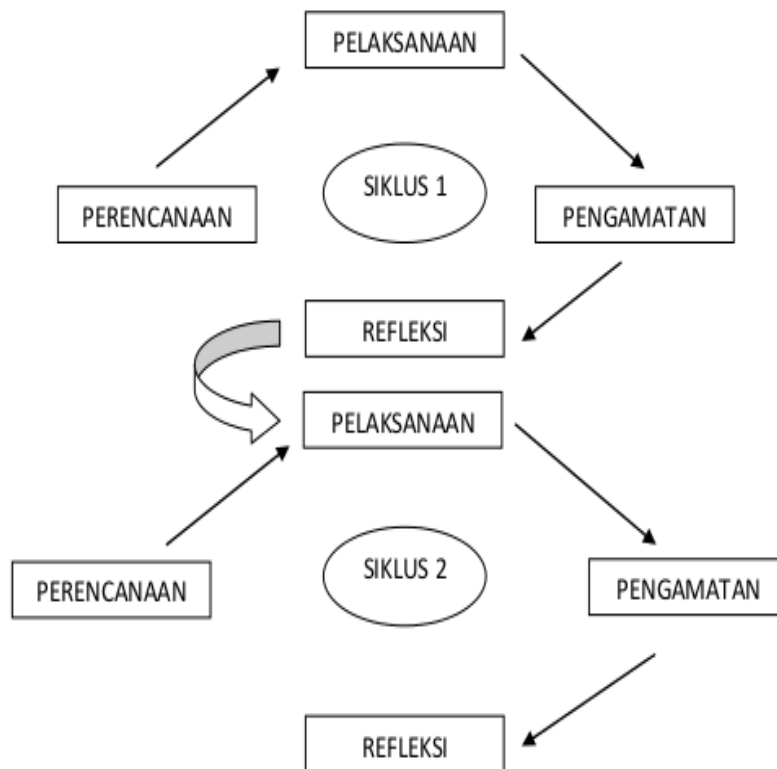 PELAKSANAAN
SIKLUS 1
PERENCANAAN
PENGAMATAN
REFLEKSI
PELAKSANAAN
SIKLUS 2
PERENCANAAN
PENGAMATAN
REFLEKSI